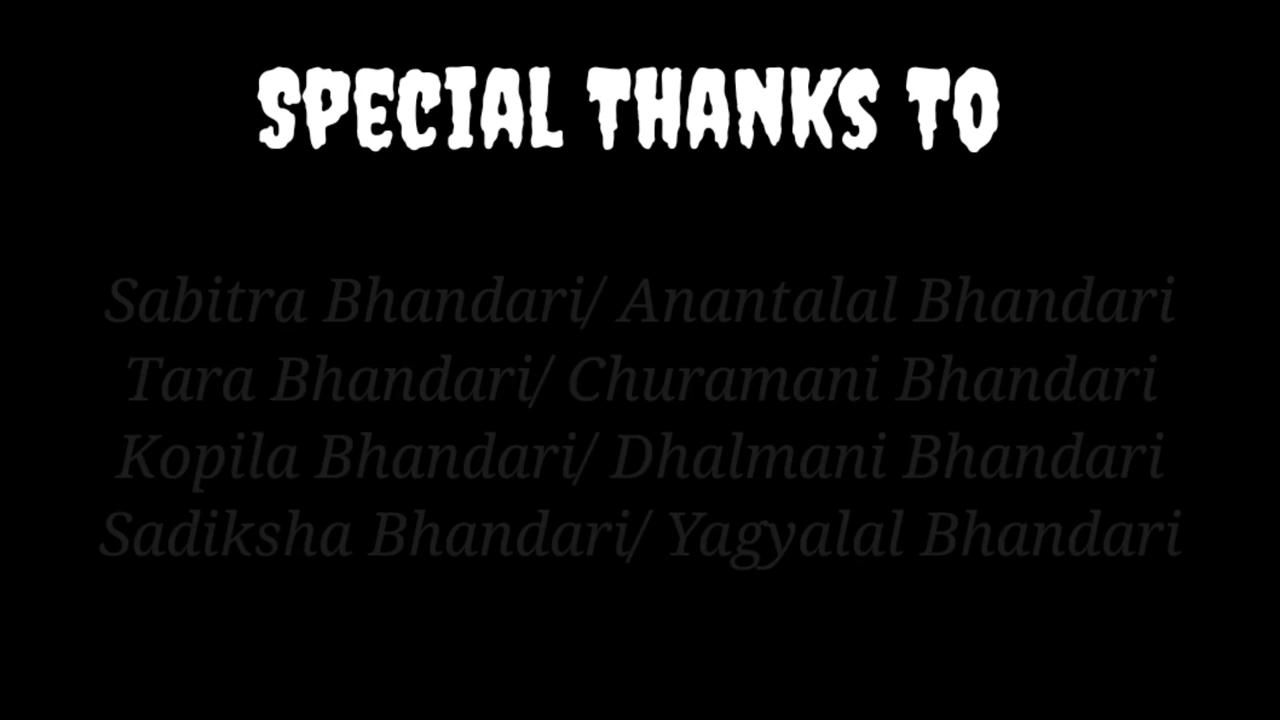 SPECIAL THANKS TO
Sabitra Bhandari/ Anantalal Bhandari
Tara Bhandari/ Churamani Bhandari
Kopila Bhandari/ Dhalmani Bhandari
Sadiksha Bhandari/ Yagyalal Bhandari